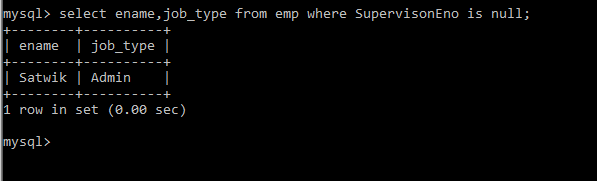 mysql> select ename,job_type from emp where SupervisonEno is null;
+--------+----------+
| ename  | job_type |
+--------+----------+
| Satwik | Admin    |
+--------+----------+
1 row in set (0.00 sec)
mysql>